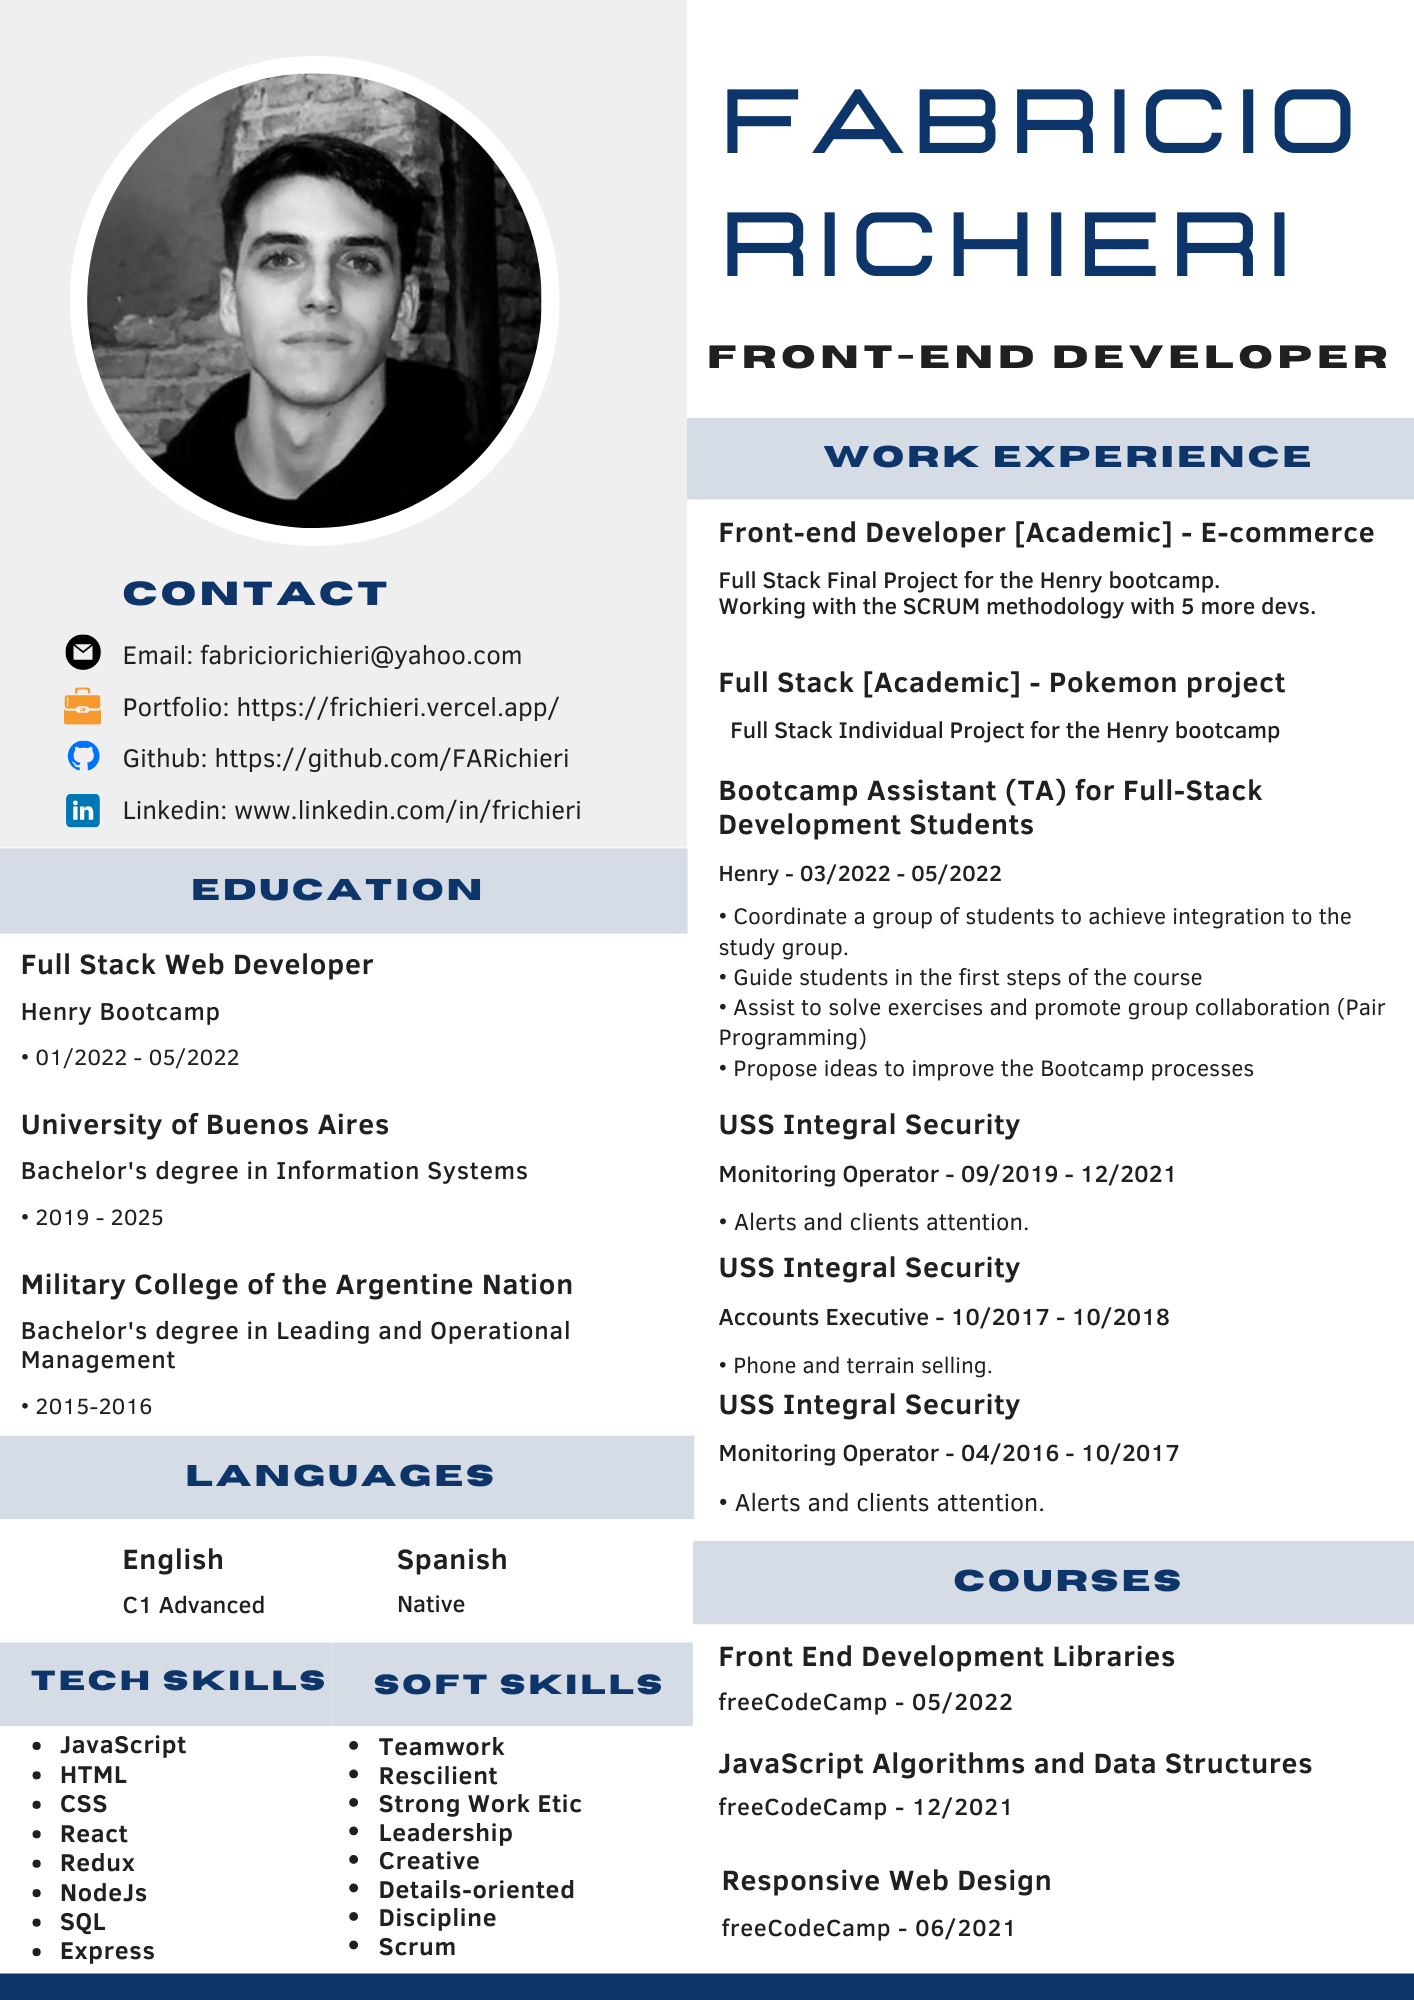 FABRICIO
RICHIERI
FRONT-END DEVELOPER
CONTACT
Email: fabriciorichieri@yahoo.com
Portfolio: https://frichieri.vercel.app/
Github: https://github.com/FARichieri
in Linkedin: www.linkedin.com/in/frichieri
EDUCATION
Full Stack Web Developer
Henry Bootcamp
• 01/2022 - 05/2022
University of Buenos Aires
Bachelor's degree in Information Systems
• 2019 - 2025
Military College of the Argentine Nation
Bachelor's degree in Leading and Operational
Management
• 2015-2016
LANGUAGES
English
C1 Advanced
Spanish
Native
TECH SKILLS
• JavaScript
• HTML
• CSS
• React
• Redux
• NodeJs
• SQL
• Express
SOFT SKILLS
• Teamwork
• Rescilient
• Strong Work Etic
• Leadership
• Creative
• Details-oriented
• Discipline
• Scrum
WORK EXPERIENCE
Front-end Developer [Academic] - E-commerce
Full Stack Final Project for the Henry bootcamp.
Working with the SCRUM methodology with 5 more devs.
Full Stack [Academic] - Pokemon project
Full Stack Individual Project for the Henry bootcamp
Bootcamp Assistant (TA) for Full-Stack
Development Students
Henry - 03/2022 - 05/2022
• Coordinate a group of students to achieve integration to the
study group.
• Guide students in the first steps of the course
• Assist to solve exercises and promote group collaboration (Pair
Programming)
• Propose ideas to improve the Bootcamp processes
USS Integral Security
Monitoring Operator - 09/2019 - 12/2021
• Alerts and clients attention.
USS Integral Security
Accounts Executive - 10/2017 - 10/2018
• Phone and terrain selling.
USS Integral Security
Monitoring Operator - 04/2016 - 10/2017
• Alerts and clients attention.
COURSES
Front End Development Libraries
freeCodeCamp - 05/2022
JavaScript Algorithms and Data Structures
freeCodeCamp - 12/2021
Responsive Web Design
freeCodeCamp - 06/2021